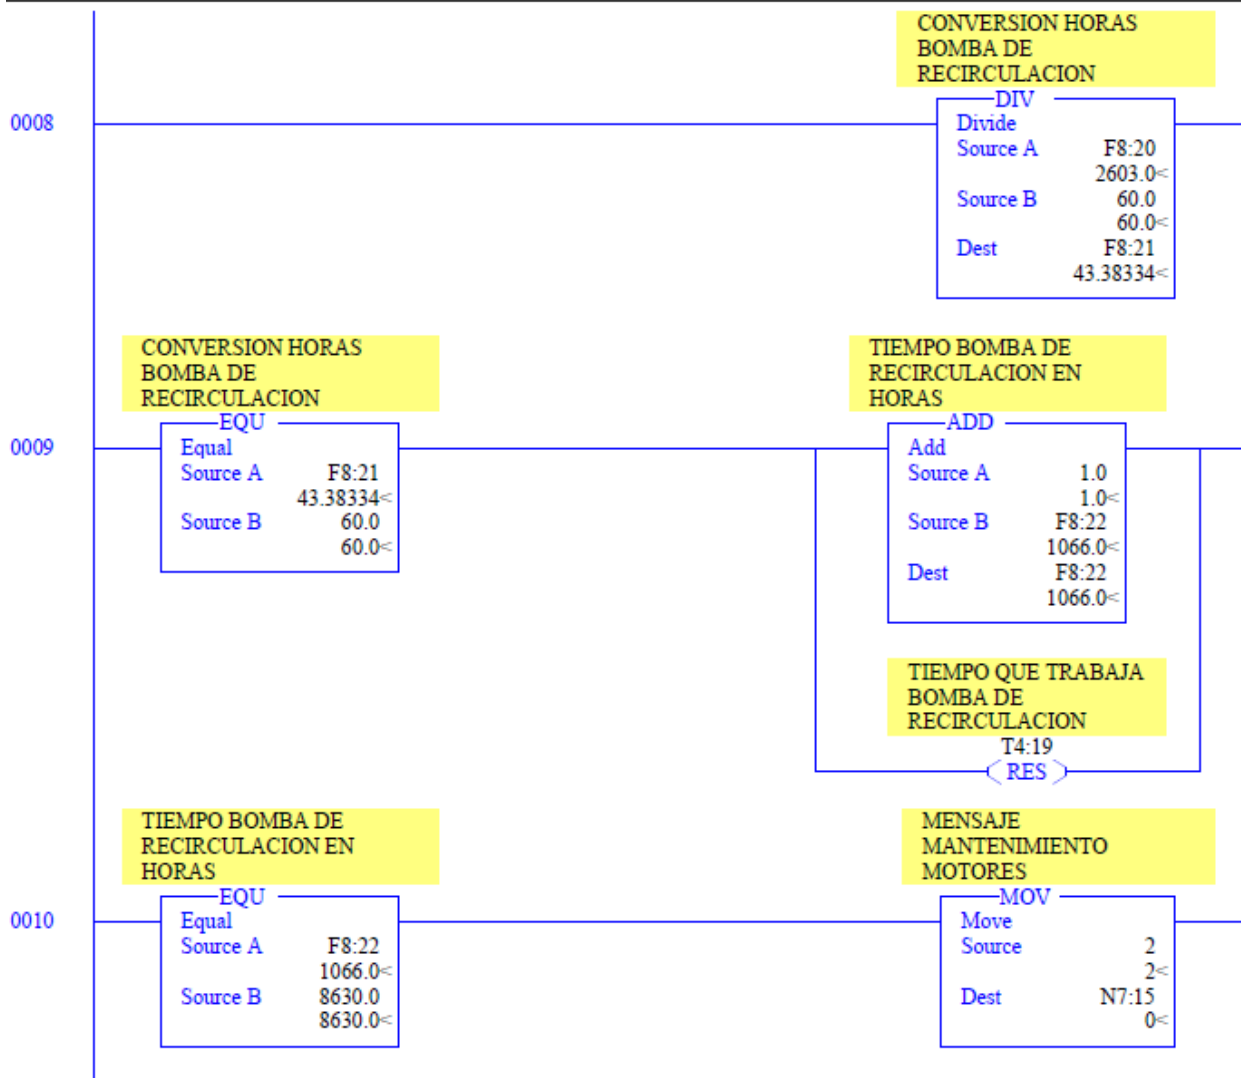 CONVERSION HORAS
BOMBA DE
RECIRCULACION
DIV
0008
Divide
Source A F8:20
2603.0<
Source B 60.0
60.0<
Dest F8:21
43.38334<
CONVERSION HORAS
BOMBA DE
RECIRCULACION
EQU
0009
Equal
Source A F8:21
43.38334<
Source B 60.0
60.0<
TIEMPO BOMBA DE
RECIRCULACION EN
HORAS
ADD
Add
Source A 1.0
1.0<
Source B F8:22
1066.0<
Dest F8:22
1066.0<
TIEMPO QUE TRABAJA
BOMBA DE
RECIRCULACION
T4:19
RES
TIEMPO BOMBA DE
RECIRCULACION EN
HORAS
EQU
0010
Equal
Source A F8:22
1066.0<
Source B 8630.0
8630.0<
MENSAJE
MANTENIMIENTO
MOTORES
MOV
Move
Source 2
2<
Dest N7:15
0<